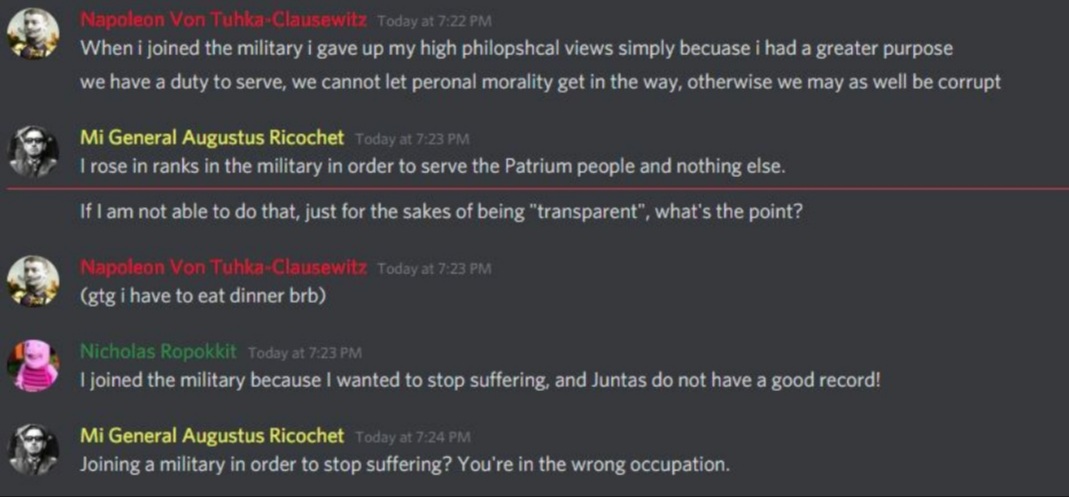 Napoleon Von Tuhka-Clausewitz Today at 7:22 PM
When i joined the military i gave up my high philopshcal views simply becuase i had a greater purpose
we have a duty to serve, we cannot let peronal morality get in the way, otherwise we may as well be corrupt
Mi General Augustus Ricochet Today at 7:23 PM
I rose in ranks in the military in order to serve the Patrium people and nothing else.
If I am not able to do that, just for the sakes of being "transparent", what's the point?
Napoleon Von Tuhka-Clausewitz Today at 7:23 PM
(gtg i have to eat dinner brb)
Nicholas Ropokkit Today at 7:23 PM
I joined the military because I wanted to stop suffering, and Juntas do not have a good record!
Mi General Augustus Ricochet Today at 7:24 PM
Joining a military in order to stop suffering? You're in the wrong occupation.